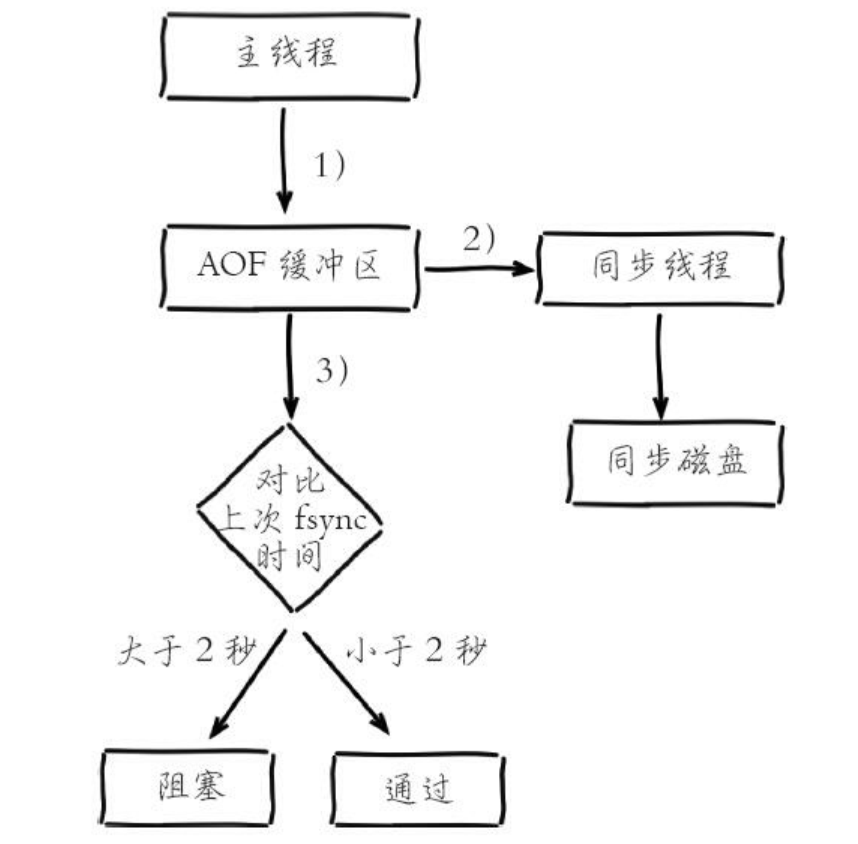 主线程
1)
AOF 缓冲区
2)
同步线程
3)
同步磁盘
对比
上次 fsync
时间
大于 2 秒
小于 2 秒
阻塞
通过